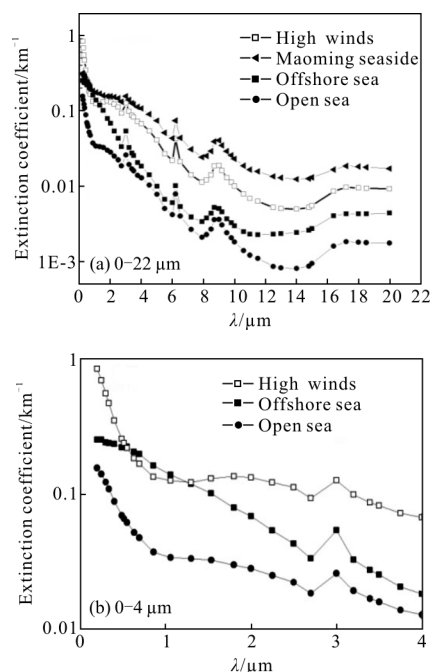 1
0.1
0.01
1E-3
Extinction coefficient/km⁻¹
High winds
Maoming seaside
Offshore sea
Open sea
(a) 0−22 μm
0 2 4 6 8 10 12 14 16 18 20 22
λ/μm
1
0.1
0.01
Extinction coefficient/km⁻¹
High winds
Offshore sea
Open sea
(b) 0−4 μm
0 1 2 3 4
λ/μm